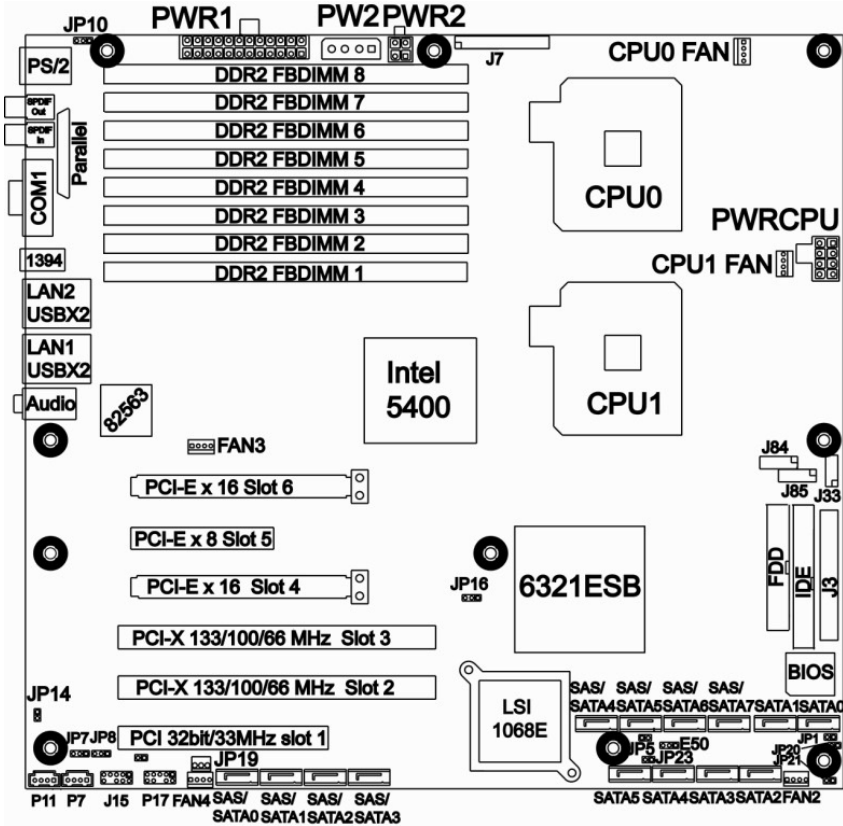 JP10
PWR1
PW2
PWR2
J7
CPU0 FAN
PS/2
DDR2 FBDIMM 8
SPDIF
Out
DDR2 FBDIMM 7
SPDIF
In
DDR2 FBDIMM 6
Parallel
DDR2 FBDIMM 5
COM1
DDR2 FBDIMM 4
CPU0
DDR2 FBDIMM 3
PWRCPU
DDR2 FBDIMM 2
1394
DDR2 FBDIMM 1
CPU1 FAN
LAN2
USBX2
LAN1
USBX2
Intel
5400
CPU1
Audio
82563
FAN3
J84
J85
J33
PCI-E x 16 Slot 6
PCI-E x 8 Slot 5
FDD
IDE
J3
PCI-E x 16 Slot 4
JP16
6321ESB
PCI-X 133/100/66 MHz Slot 3
BIOS
PCI-X 133/100/66 MHz Slot 2
LSI
1068E
SAS/
SATA4
SAS/
SATA5
SAS/
SATA6
SAS/
SATA7
SATA1
SATA0
JP14
PCI 32bit/33MHz slot 1
JP7
JP8
JP19
JP5
E50
JP1
JP20
JP21
JP23
P11
P7
J15
P17
FAN4
SAS/
SATA0
SAS/
SATA1
SAS/
SATA2
SAS/
SATA3
SATA5
SATA4
SATA3
SATA2
FAN2